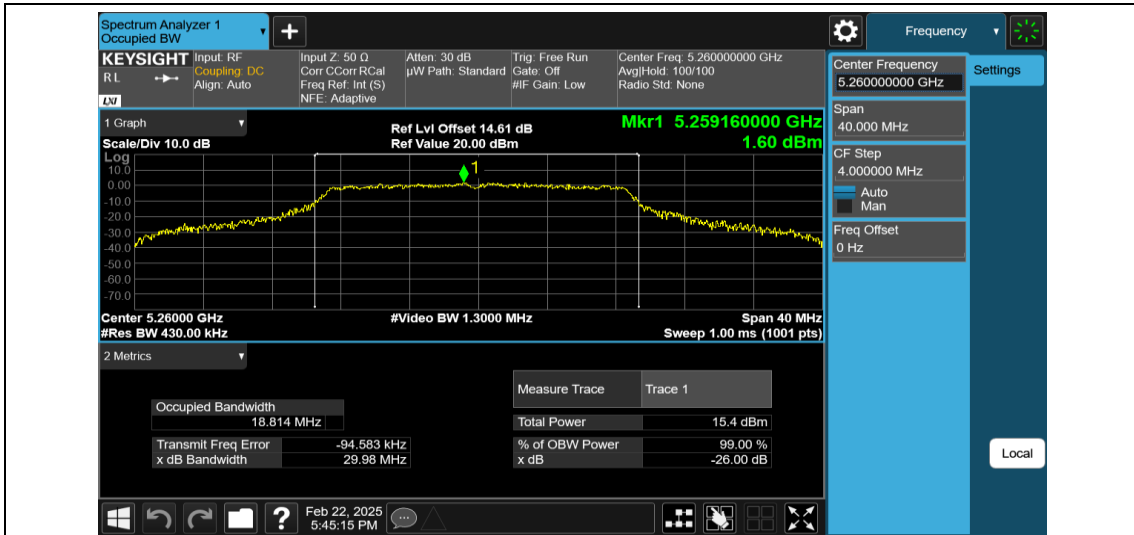 Spectrum Analyzer 1
Occupied BW
Frequency
KEYSIGHT
R L
LXI
Input: RF
Coupling: DC
Align: Auto
Input Z: 50 Ω
Corr CCorr RCal
Freq Ref: Int (S)
NFE: Adaptive
Atten: 30 dB
µW Path: Standard
Trig: Free Run
Gate: Off
#IF Gain: Low
Center Freq: 5.260000000 GHz
Avg|Hold: 100/100
Radio Std: None
Center Frequency
5.260000000 GHz
Settings
Span
40.000 MHz
CF Step
4.000000 MHz
Auto
Man
Freq Offset
0 Hz
1 Graph
Scale/Div 10.0 dB
Ref Lvl Offset 14.61 dB
Ref Value 20.00 dBm
Mkr1 5.259160000 GHz
1.60 dBm
Log
10.0
0.00
-10.0
-20.0
-30.0
-40.0
-50.0
-60.0
-70.0
1
Center 5.26000 GHz
#Video BW 1.3000 MHz
Span 40 MHz
#Res BW 430.00 kHz
Sweep 1.00 ms (1001 pts)
2 Metrics
Measure Trace Trace 1
Occupied Bandwidth
18.814 MHz
Total Power 15.4 dBm
Transmit Freq Error -94.583 kHz
% of OBW Power 99.00 %
x dB Bandwidth 29.98 MHz
x dB -26.00 dB
Local
?
Feb 22, 2025
5:45:15 PM